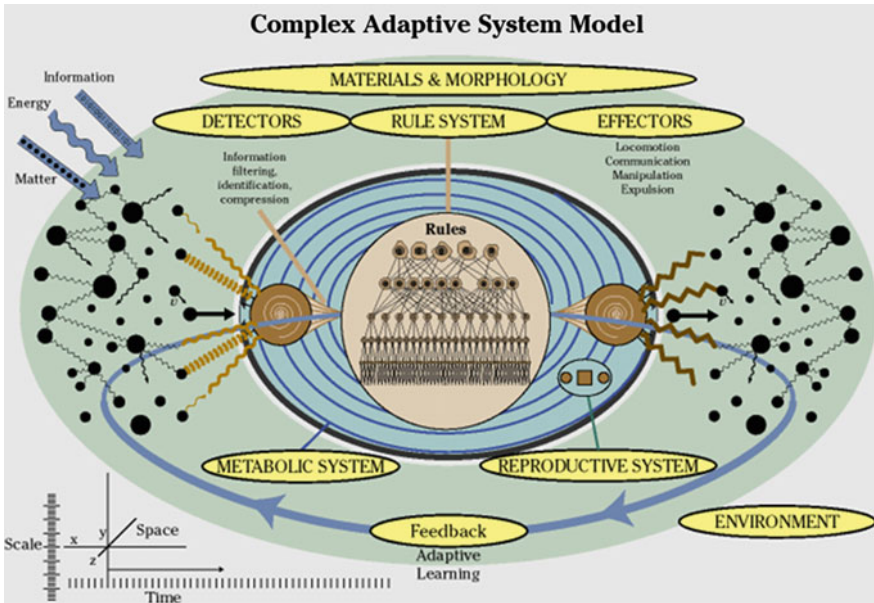 Complex Adaptive System Model
Information
MATERIALS & MORPHOLOGY
Energy
DETECTORS
RULE SYSTEM
EFFECTORS
Matter
Information
filtering,
identification,
compression
Locomotion
Communication
Manipulation
Expulsion
Rules
v
v
METABOLIC SYSTEM
REPRODUCTIVE SYSTEM
ENVIRONMENT
Feedback
Adaptive
Learning
Scale
x
y
z
Space
Time